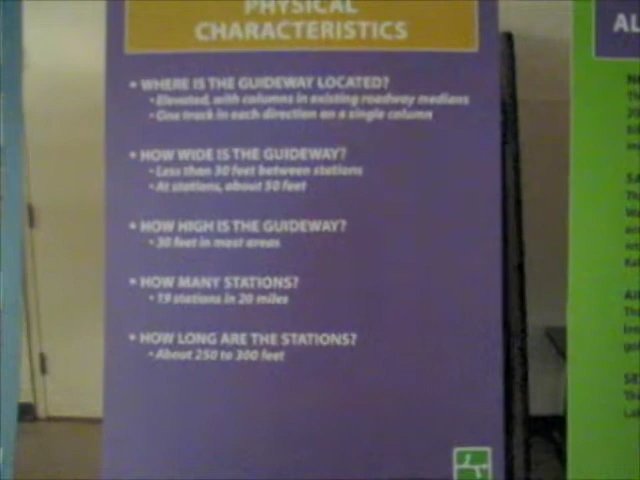 PHYSICAL
CHARACTERISTICS
• WHERE IS THE GUIDEWAY LOCATED?
• Elevated, with columns in existing roadway medians
• One track in each direction on a single column
• HOW WIDE IS THE GUIDEWAY?
• Less than 30 feet between stations
• At stations, about 50 feet
• HOW HIGH IS THE GUIDEWAY?
• 30 feet in most areas
• HOW MANY STATIONS?
• 19 stations in 20 miles
• HOW LONG ARE THE STATIONS?
• About 250 to 300 feet
AL